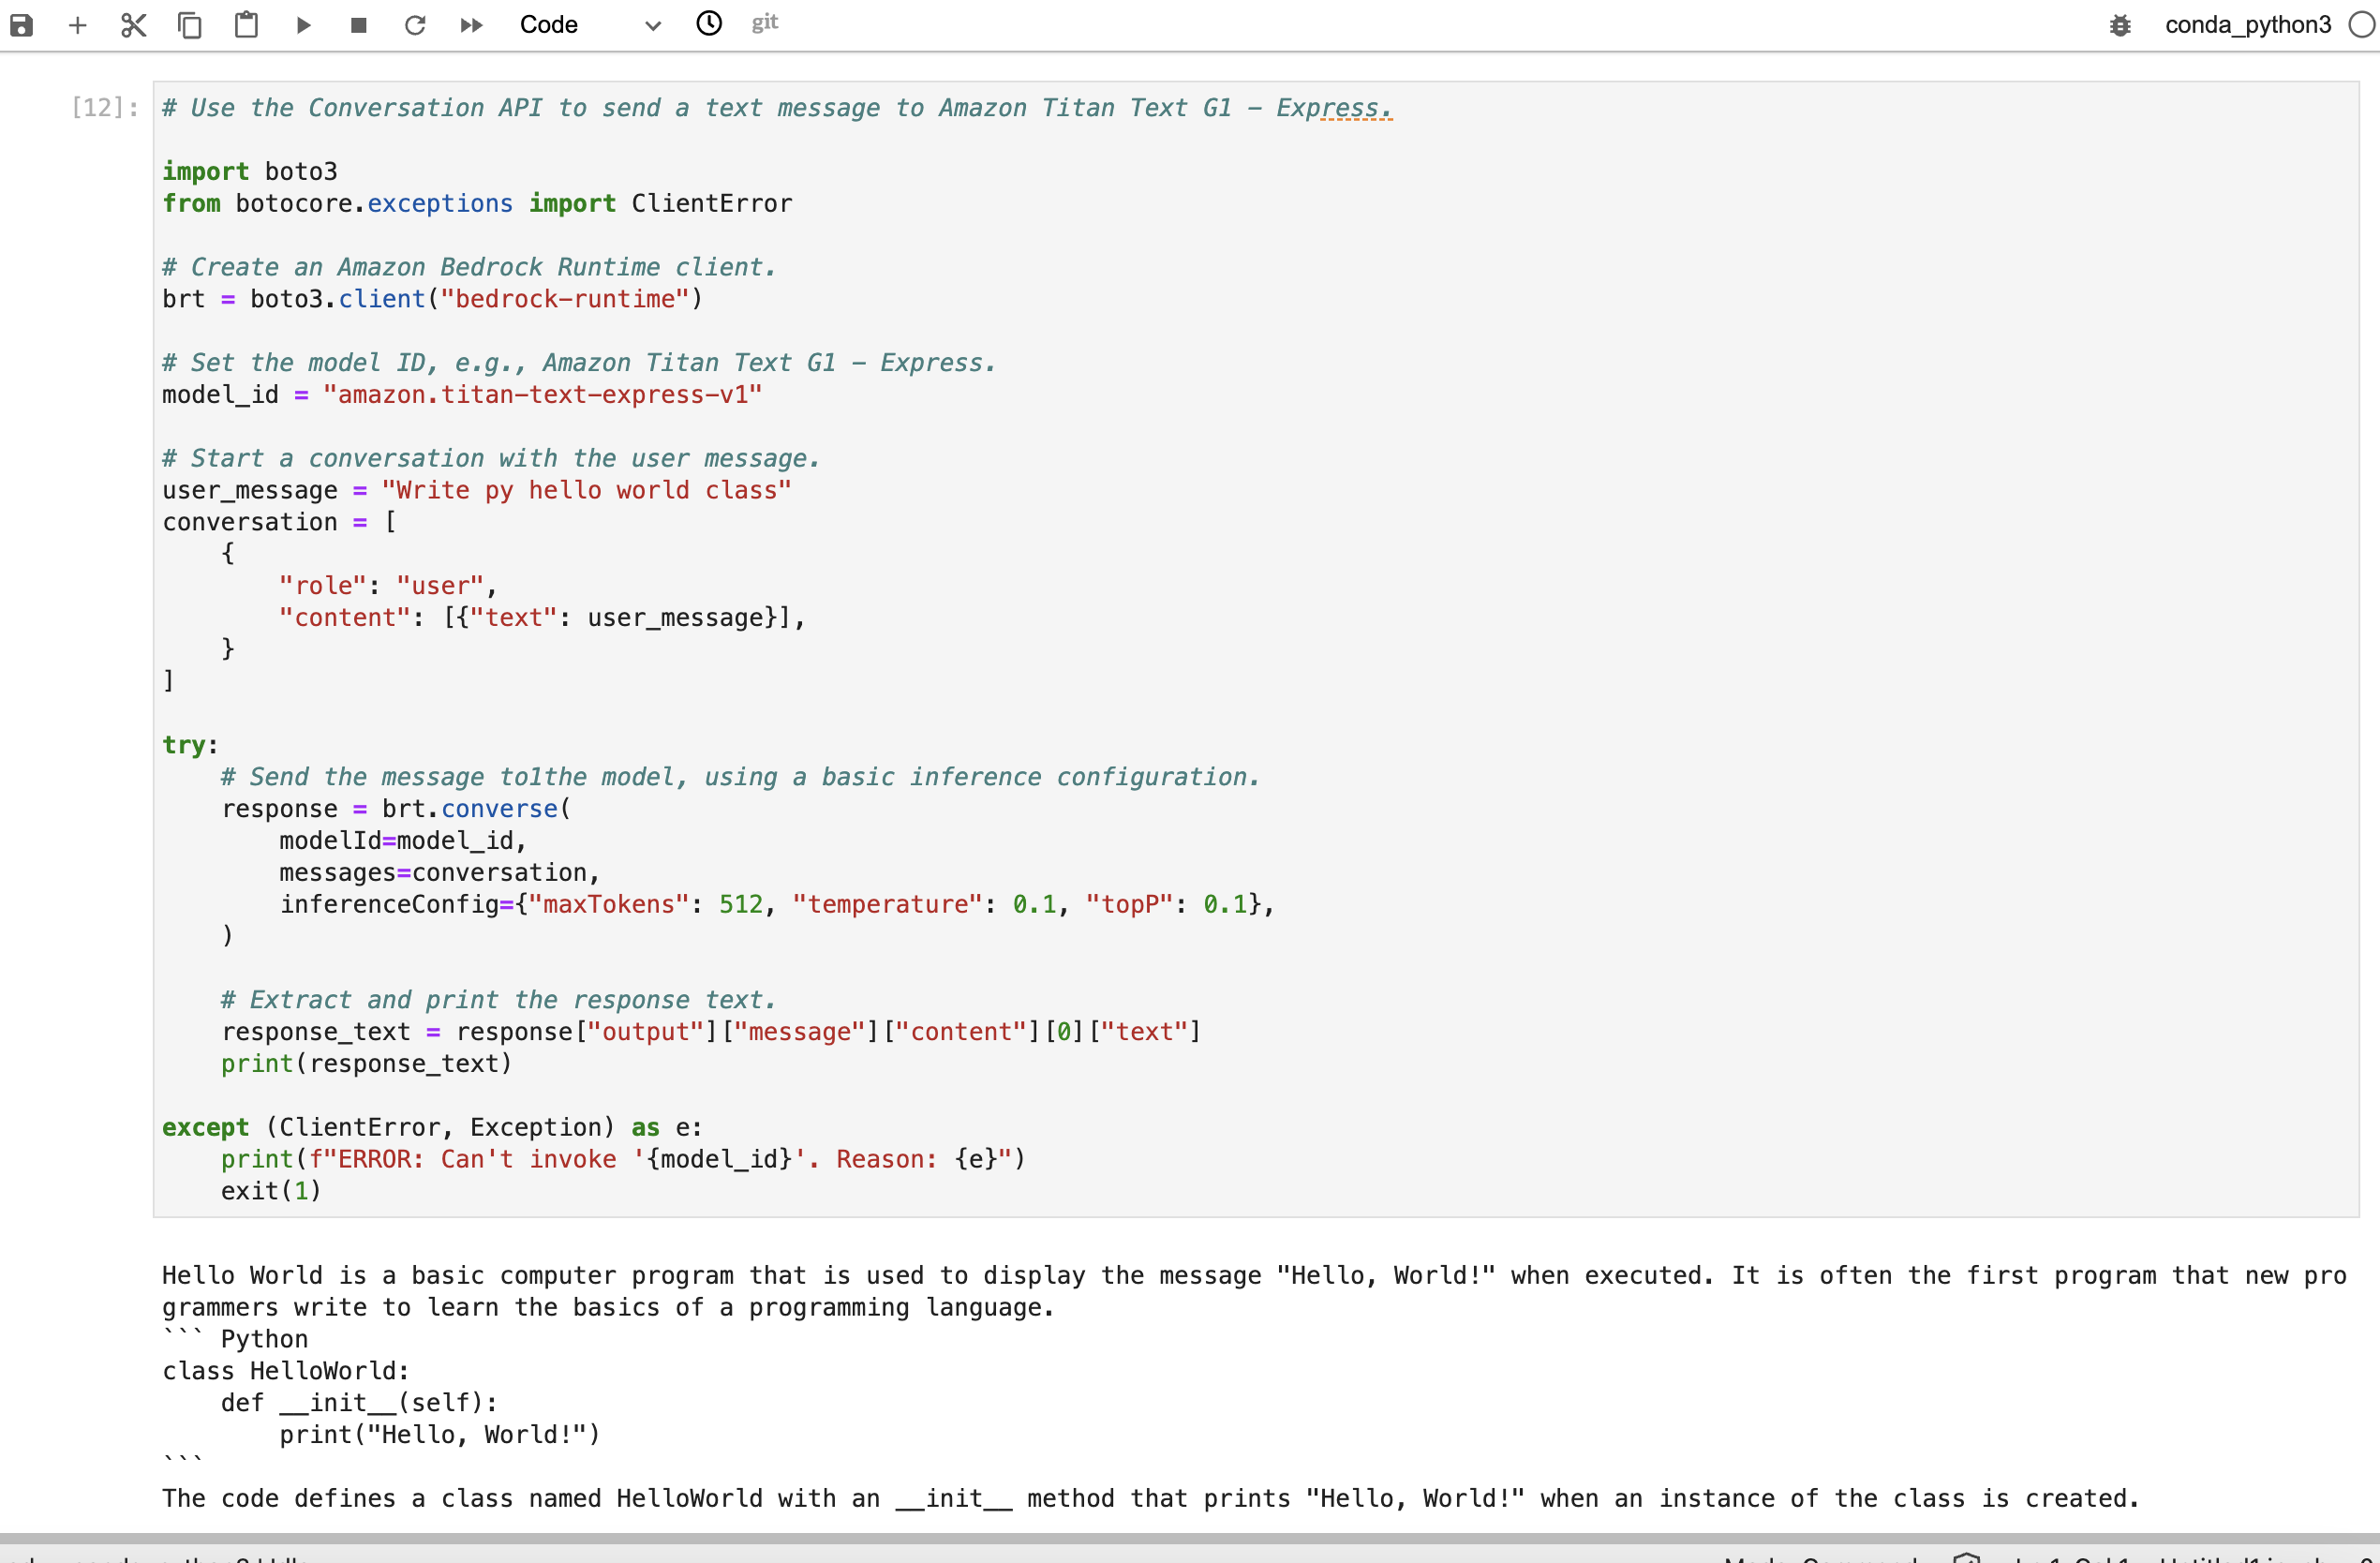 Code git conda_python3
[12]: # Use the Conversation API to send a text message to Amazon Titan Text G1 – Express.
import boto3
from botocore.exceptions import ClientError
# Create an Amazon Bedrock Runtime client.
brt = boto3.client("bedrock-runtime")
# Set the model ID, e.g., Amazon Titan Text G1 – Express.
model_id = "amazon.titan-text-express-v1"
# Start a conversation with the user message.
user_message = "Write py hello world class"
conversation = [
    {
        "role": "user",
        "content": [{"text": user_message}],
    }
]
try:
    # Send the message to1the model, using a basic inference configuration.
    response = brt.converse(
        modelId=model_id,
        messages=conversation,
        inferenceConfig={"maxTokens": 512, "temperature": 0.1, "topP": 0.1},
    )
    # Extract and print the response text.
    response_text = response["output"]["message"]["content"][0]["text"]
    print(response_text)
except (ClientError, Exception) as e:
    print(f"ERROR: Can't invoke '{model_id}'. Reason: {e}")
    exit(1)
Hello World is a basic computer program that is used to display the message "Hello, World!" when executed. It is often the first program that new pro
grammers write to learn the basics of a programming language.
``` Python
class HelloWorld:
    def __init__(self):
        print("Hello, World!")
```
The code defines a class named HelloWorld with an __init__ method that prints "Hello, World!" when an instance of the class is created.